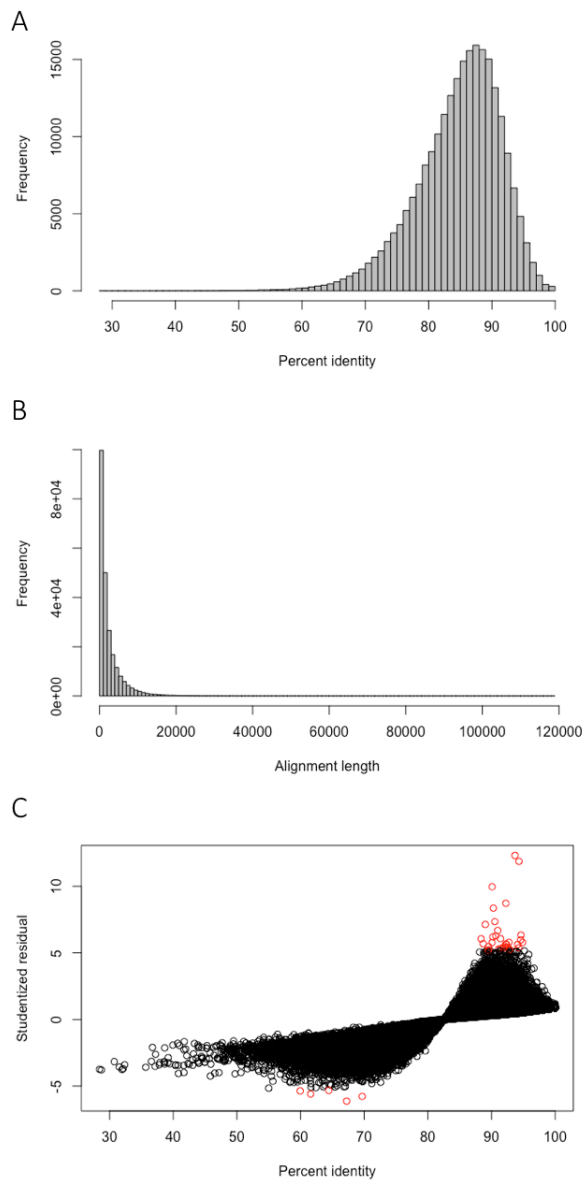 A
15000
10000
5000
0
Frequency
30 40 50 60 70 80 90 100
Percent identity
B
8e+04
4e+04
0e+00
Frequency
0 20000 40000 60000 80000 100000 120000
Alignment length
C
10
5
0
-5
Studentized residual
30 40 50 60 70 80 90 100
Percent identity